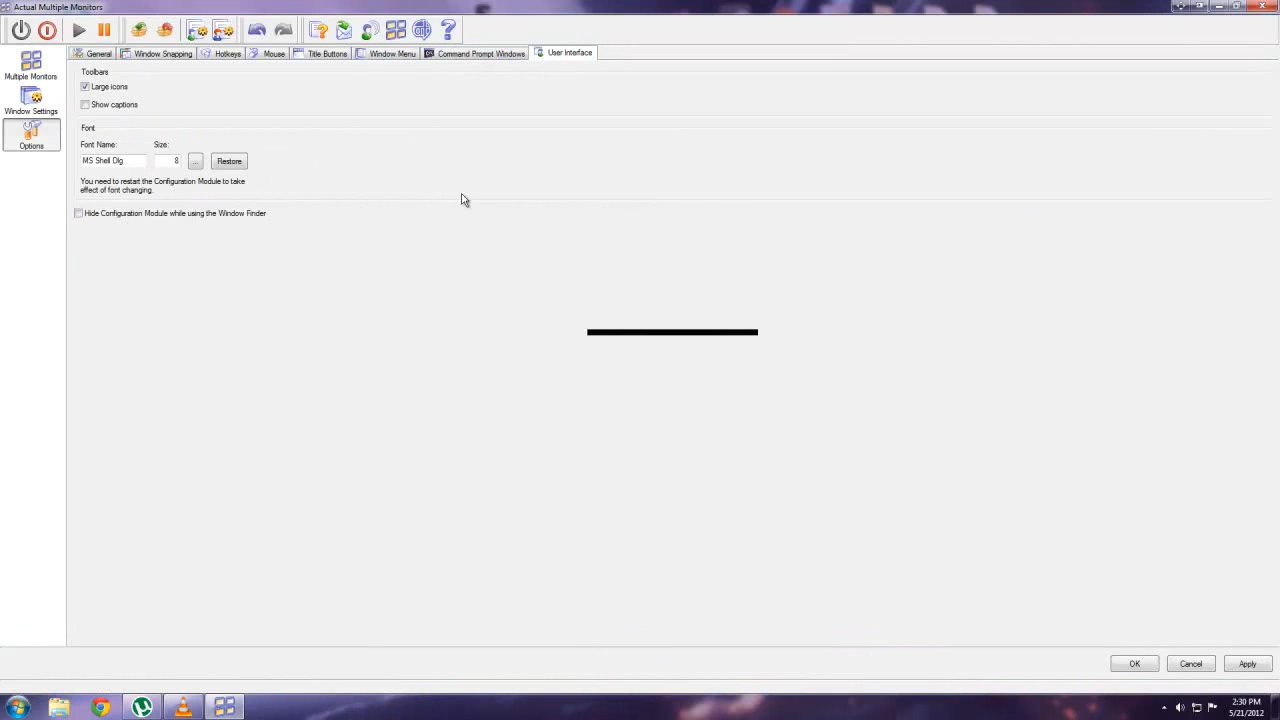 Actual Multiple Monitors
General Window Snapping Hotkeys Mouse Title Buttons Window Menu Command Prompt Windows User Interface
Multiple Monitors
Window Settings
Options
Toolbars
Large icons
Show captions
Font
Font Name: Size:
MS Shell Dlg 8 ... Restore
You need to restart the Configuration Module to take
effect of font changing.
Hide Configuration Module while using the Window Finder
OK Cancel Apply
2:30 PM
5/21/2012